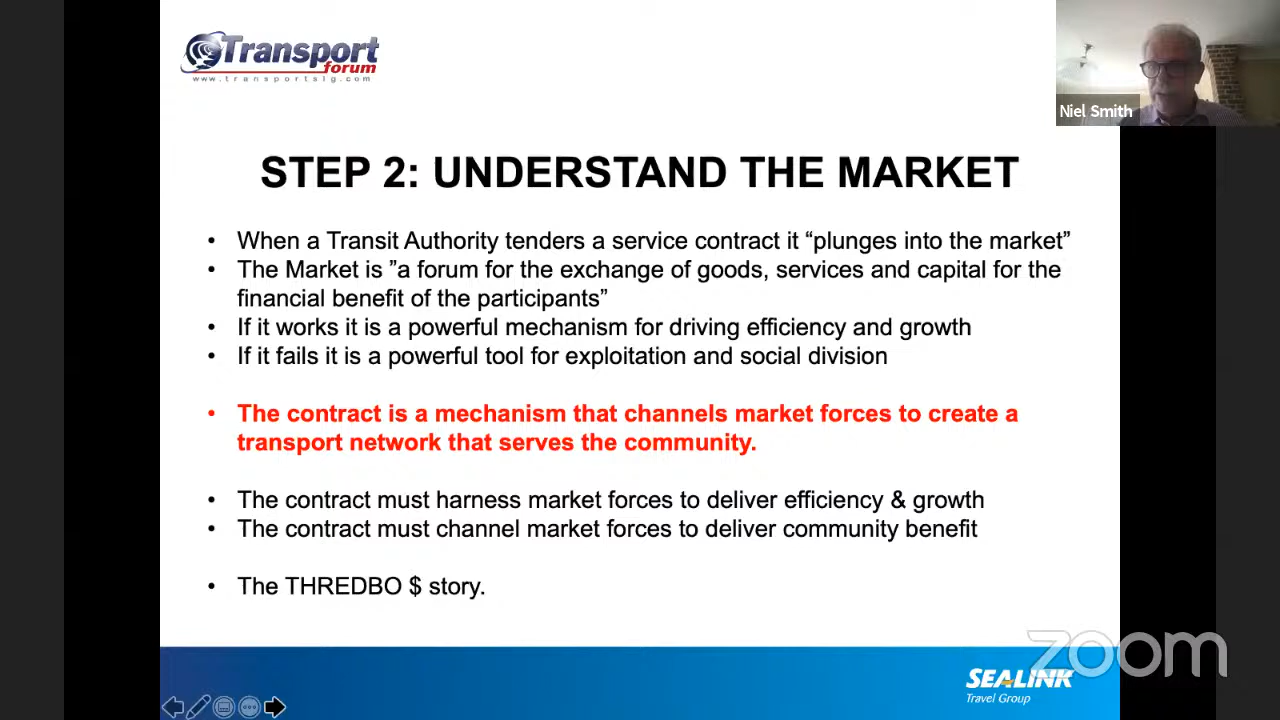 Transport
forum
www.transportslg.com
Niel Smith
STEP 2: UNDERSTAND THE MARKET
• When a Transit Authority tenders a service contract it “plunges into the market”
• The Market is ”a forum for the exchange of goods, services and capital for the
financial benefit of the participants”
• If it works it is a powerful mechanism for driving efficiency and growth
• If it fails it is a powerful tool for exploitation and social division
• The contract is a mechanism that channels market forces to create a
transport network that serves the community.
• The contract must harness market forces to deliver efficiency & growth
• The contract must channel market forces to deliver community benefit
• The THREDBO $ story.
zoom
SEALINK
Travel Group